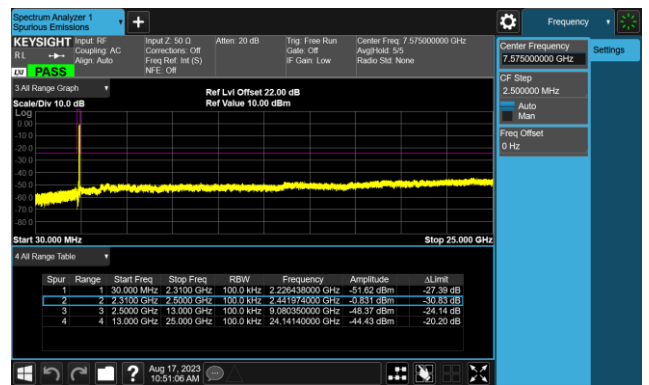 Spectrum Analyzer 1
Spurious Emissions
Frequency
KEYSIGHT
Input: RF
Input Z: 50 Ω
Atten: 20 dB
Trig: Free Run
Center Freq: 7.575000000 GHz
RL
Coupling: AC
Corrections: Off
Gate: Off
Avg|Hold: 5/5
Align: Auto
Freq Ref: Int (S)
IF Gain: Low
Radio Std: None
LXI
PASS
NFE: Off
Center Frequency
7.575000000 GHz
Settings
CF Step
2.500000 MHz
Auto
Man
Freq Offset
0 Hz
3 All Range Graph
Ref Lvl Offset 22.00 dB
Scale/Div 10.0 dB
Ref Value 10.00 dBm
Log
0.00
-10.0
-20.0
-30.0
-40.0
-50.0
-60.0
-70.0
-80.0
Start 30.000 MHz
Stop 25.000 GHz
4 All Range Table
Spur Range Start Freq Stop Freq RBW Frequency Amplitude ΔLimit
1 1 30.000 MHz 2.3100 GHz 100.0 kHz 2.226438000 GHz -51.62 dBm -27.39 dB
2 2 2.3100 GHz 2.5000 GHz 100.0 kHz 2.441974000 GHz -0.831 dBm -30.83 dB
3 3 2.5000 GHz 13.000 GHz 100.0 kHz 9.080350000 GHz -48.37 dBm -24.14 dB
4 4 13.000 GHz 25.000 GHz 100.0 kHz 24.14140000 GHz -44.43 dBm -20.20 dB
?
Aug 17, 2023
10:51:06 AM